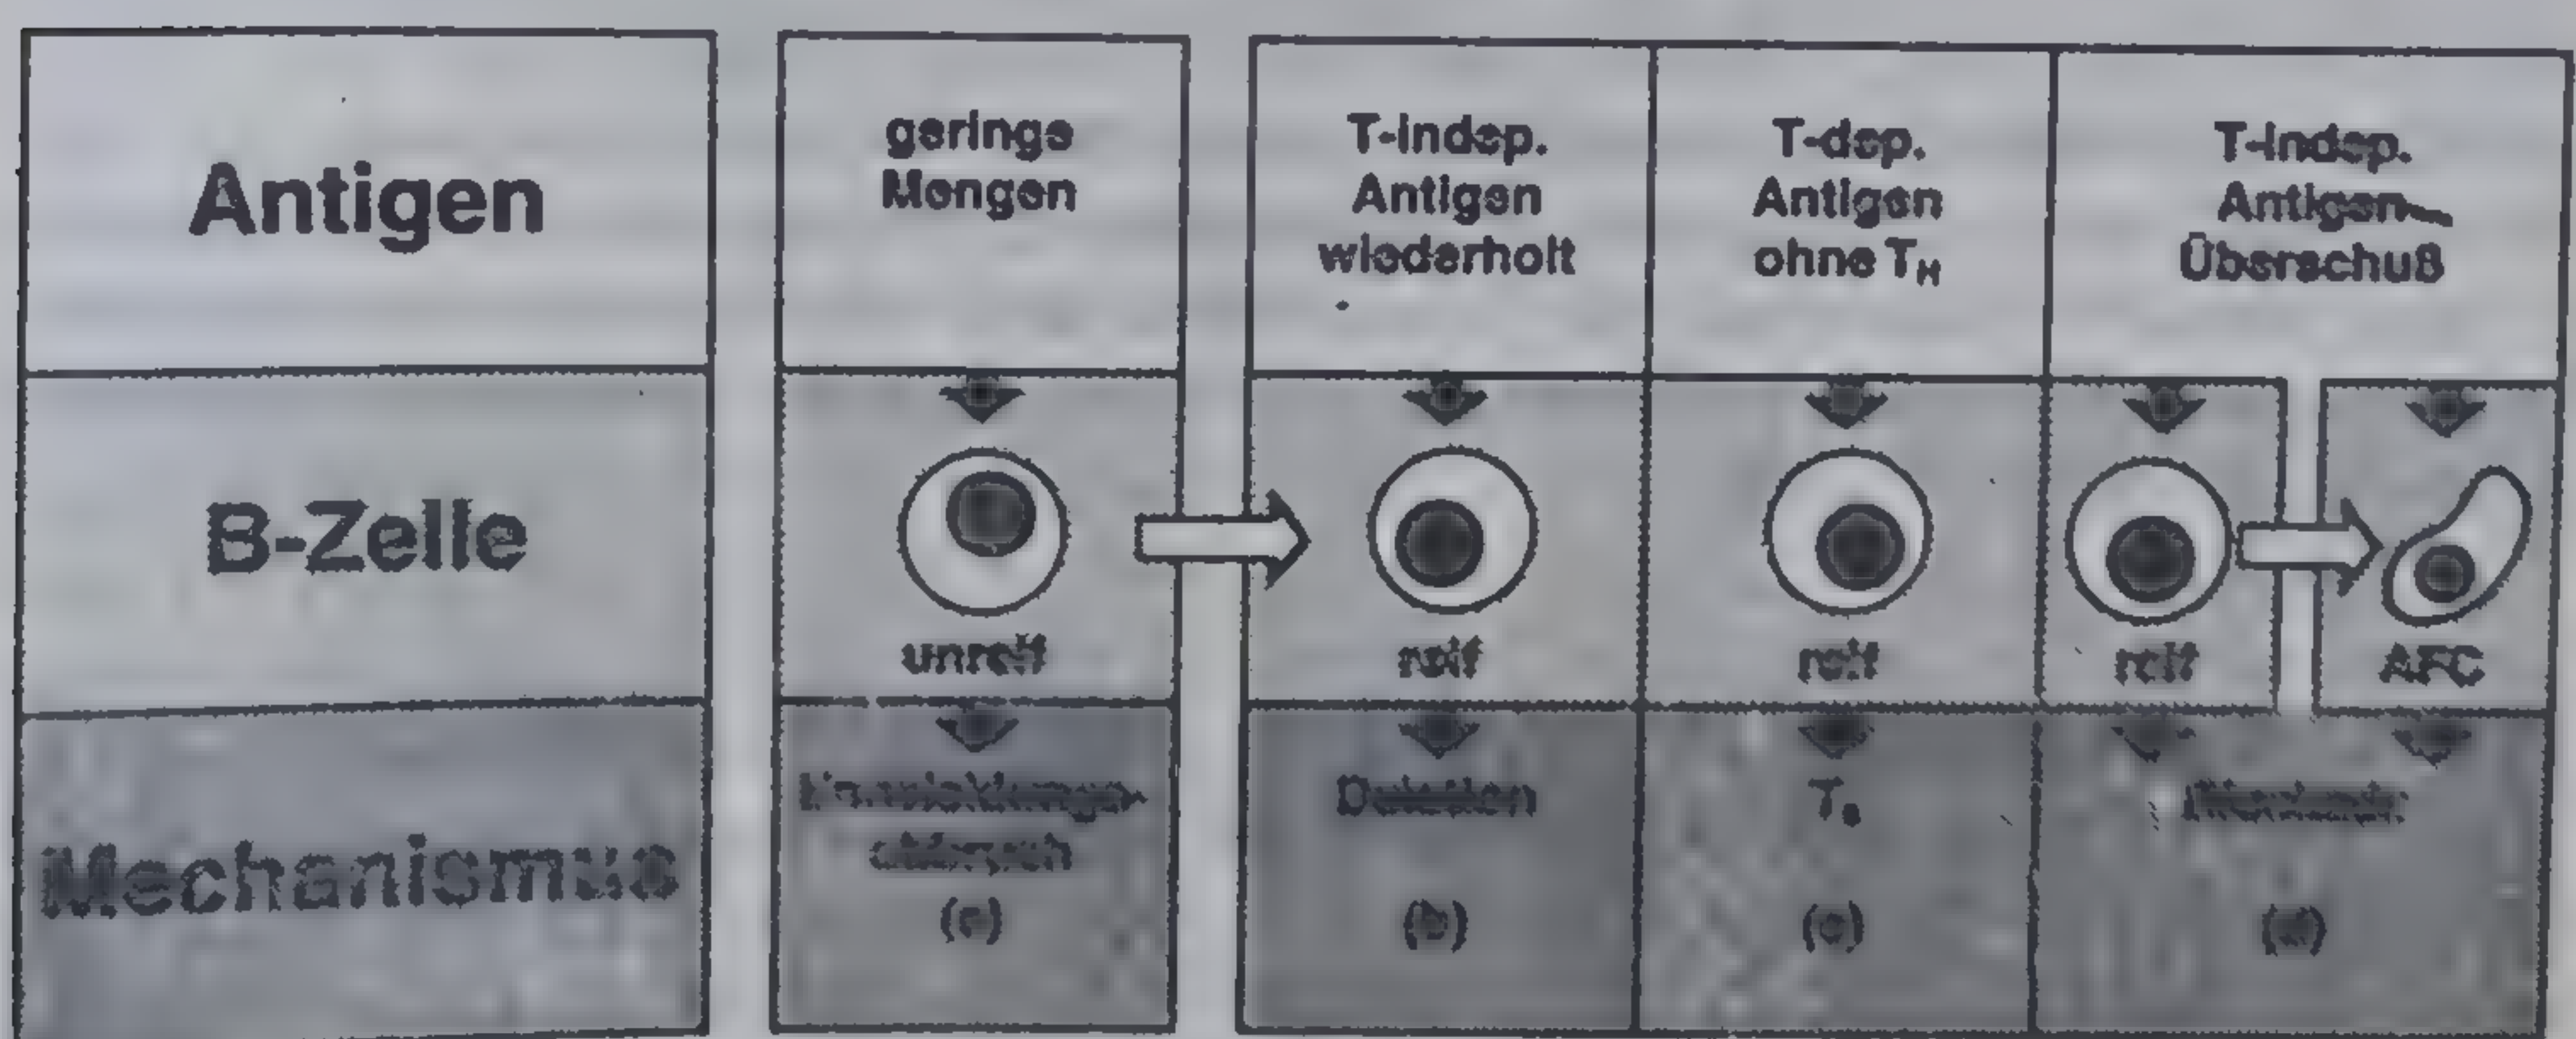 Antigen
geringe
Mengen
T-indep.
Antigen
wiederholt
T-dep.
Antigen
ohne T_H
T-indep.
Antigen-
Überschuß
B-Zelle
unreif
reif
reif
reif
AFC
Mechanismus
Deletion
T_S
(b)
(c)
(d)